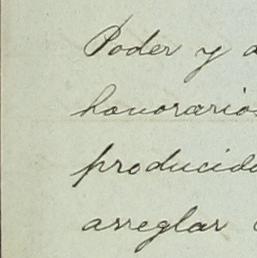 Poder y a
honorarios
producido
arreglar